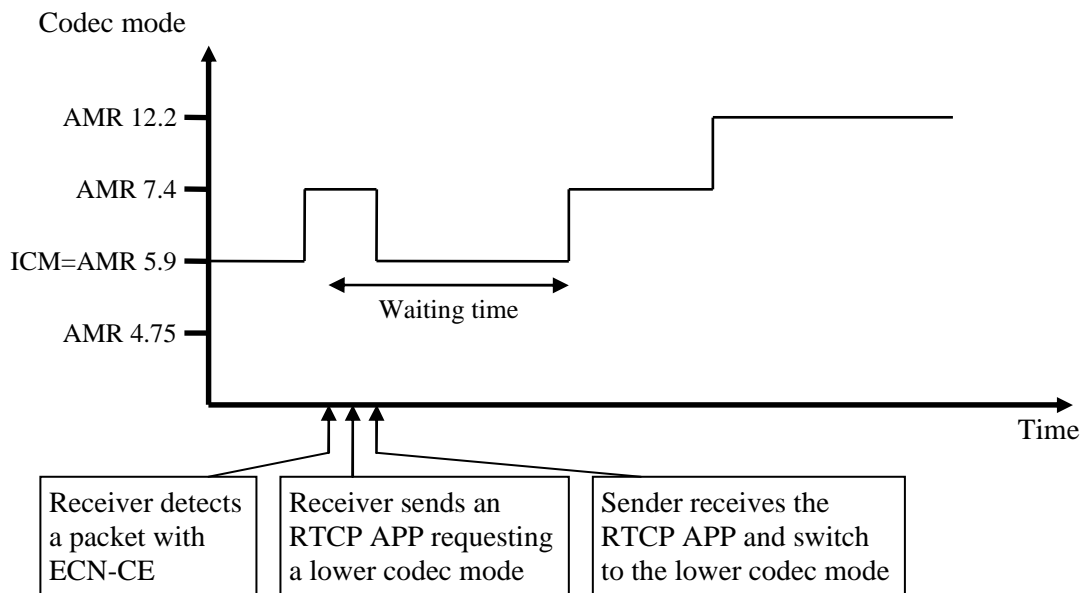 Codec mode
AMR 12.2
AMR 7.4
ICM=AMR 5.9
Waiting time
AMR 4.75
Time
Receiver detects
a packet with
ECN-CE
Receiver sends an
RTCP APP requesting
a lower codec mode
Sender receives the
RTCP APP and switch
to the lower codec mode